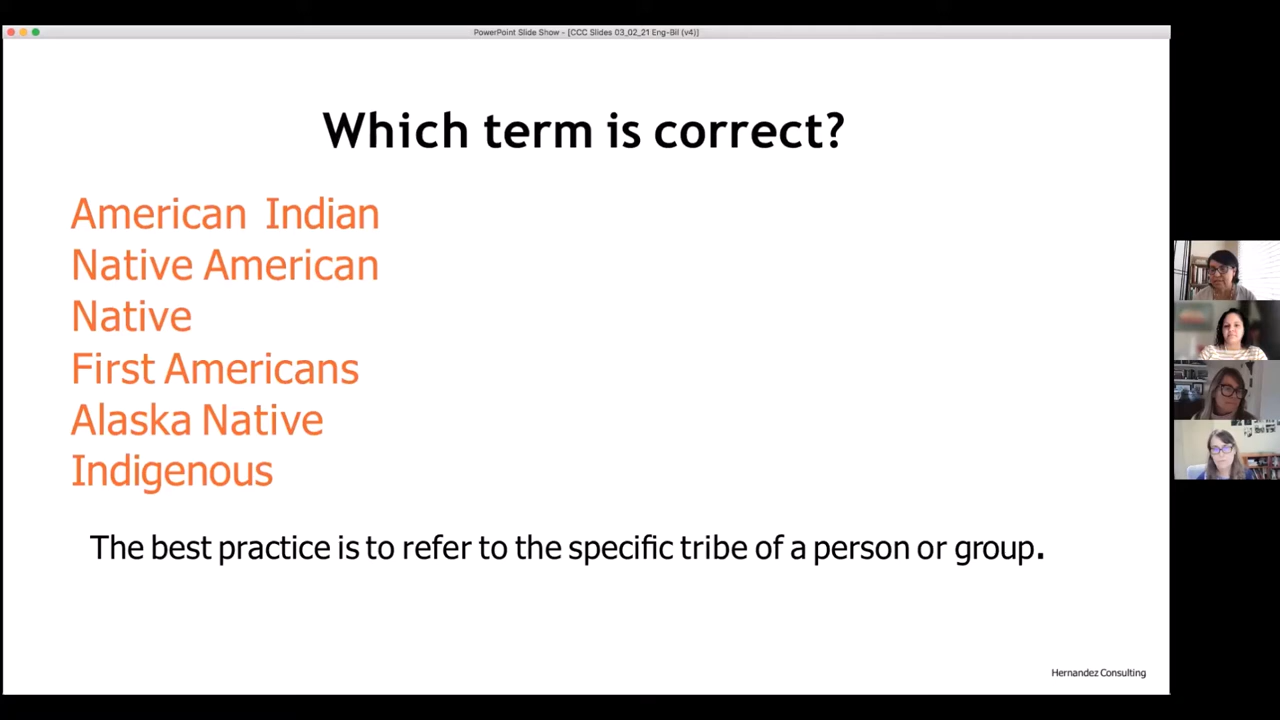 PowerPoint Slide Show - [CCC Slides 03_02_21 Eng-Bil (v4)]
Which term is correct?
American Indian
Native American
Native
First Americans
Alaska Native
Indigenous
The best practice is to refer to the specific tribe of a person or group.
Hernandez Consulting